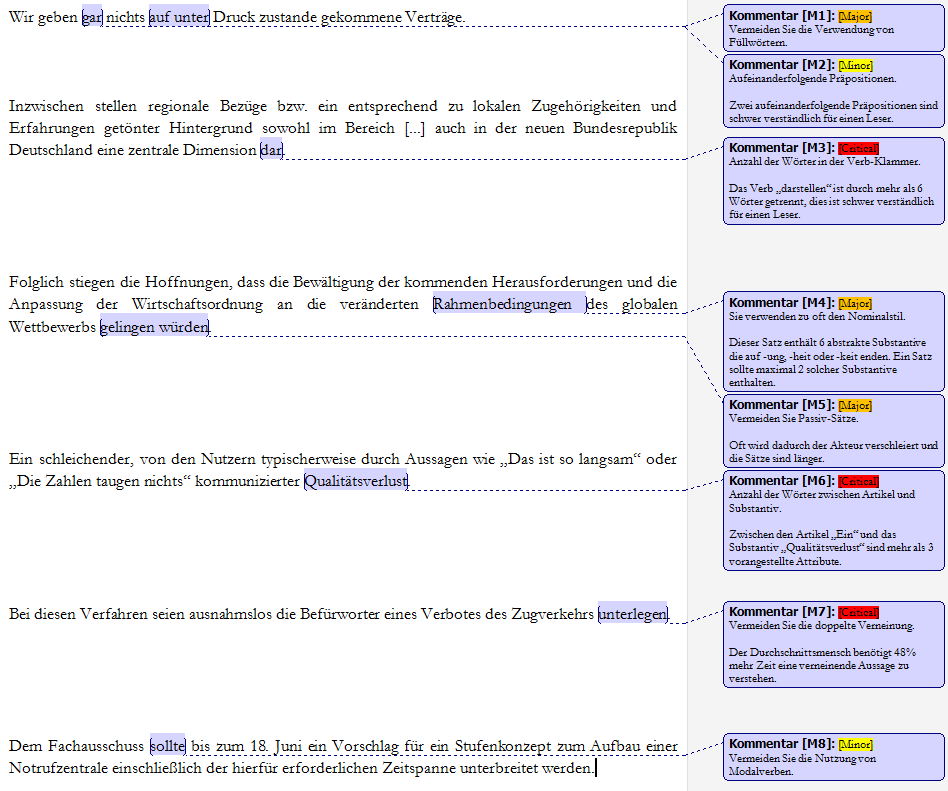 Wir geben gar nichts auf unter Druck zustande gekommene Verträge.
Kommentar [M1]: [Major]
Vermeiden Sie die Verwendung von
Füllwörtern.
Kommentar [M2]: [Minor]
Aufeinanderfolgende Präpositionen.
Zwei aufeinanderfolgende Präpositionen sind
schwer verständlich für einen Leser.
Inzwischen stellen regionale Bezüge bzw. ein entsprechend zu lokalen Zugehörigkeiten und
Erfahrungen getönter Hintergrund sowohl im Bereich [...] auch in der neuen Bundesrepublik
Deutschland eine zentrale Dimension dar.
Kommentar [M3]: [Critical]
Anzahl der Wörter in der Verb-Klammer.
Das Verb „darstellen“ ist durch mehr als 6
Wörter getrennt, dies ist schwer verständlich
für einen Leser.
Folglich stiegen die Hoffnungen, dass die Bewältigung der kommenden Herausforderungen und die
Anpassung der Wirtschaftsordnung an die veränderten Rahmenbedingungen des globalen
Wettbewerbs gelingen würden.
Kommentar [M4]: [Major]
Sie verwenden zu oft den Nominalstil.
Dieser Satz enthält 6 abstrakte Substantive
die auf -ung, -heit oder -keit enden. Ein Satz
sollte maximal 2 solcher Substantive
enthalten.
Kommentar [M5]: [Major]
Vermeiden Sie Passiv-Sätze.
Oft wird dadurch der Akteur verschleiert und
die Sätze sind länger.
Ein schleichender, von den Nutzern typischerweise durch Aussagen wie „Das ist so langsam“ oder
„Die Zahlen taugen nichts“ kommunizierter Qualitätsverlust.
Kommentar [M6]: [Critical]
Anzahl der Wörter zwischen Artikel und
Substantiv.
Zwischen den Artikel „Ein“ und das
Substantiv „Qualitätsverlust“ sind mehr als 3
vorangestellte Attribute.
Bei diesen Verfahren seien ausnahmslos die Befürworter eines Verbotes des Zugverkehrs unterlegen.
Kommentar [M7]: [Critical]
Vermeiden Sie die doppelte Verneinung.
Der Durchschnittsmensch benötigt 48%
mehr Zeit eine verneinende Aussage zu
verstehen.
Dem Fachausschuss sollte bis zum 18. Juni ein Vorschlag für ein Stufenkonzept zum Aufbau einer
Notrufzentrale einschließlich der hierfür erforderlichen Zeitspanne unterbreitet werden.
Kommentar [M8]: [Minor]
Vermeiden Sie die Nutzung von
Modalverben.